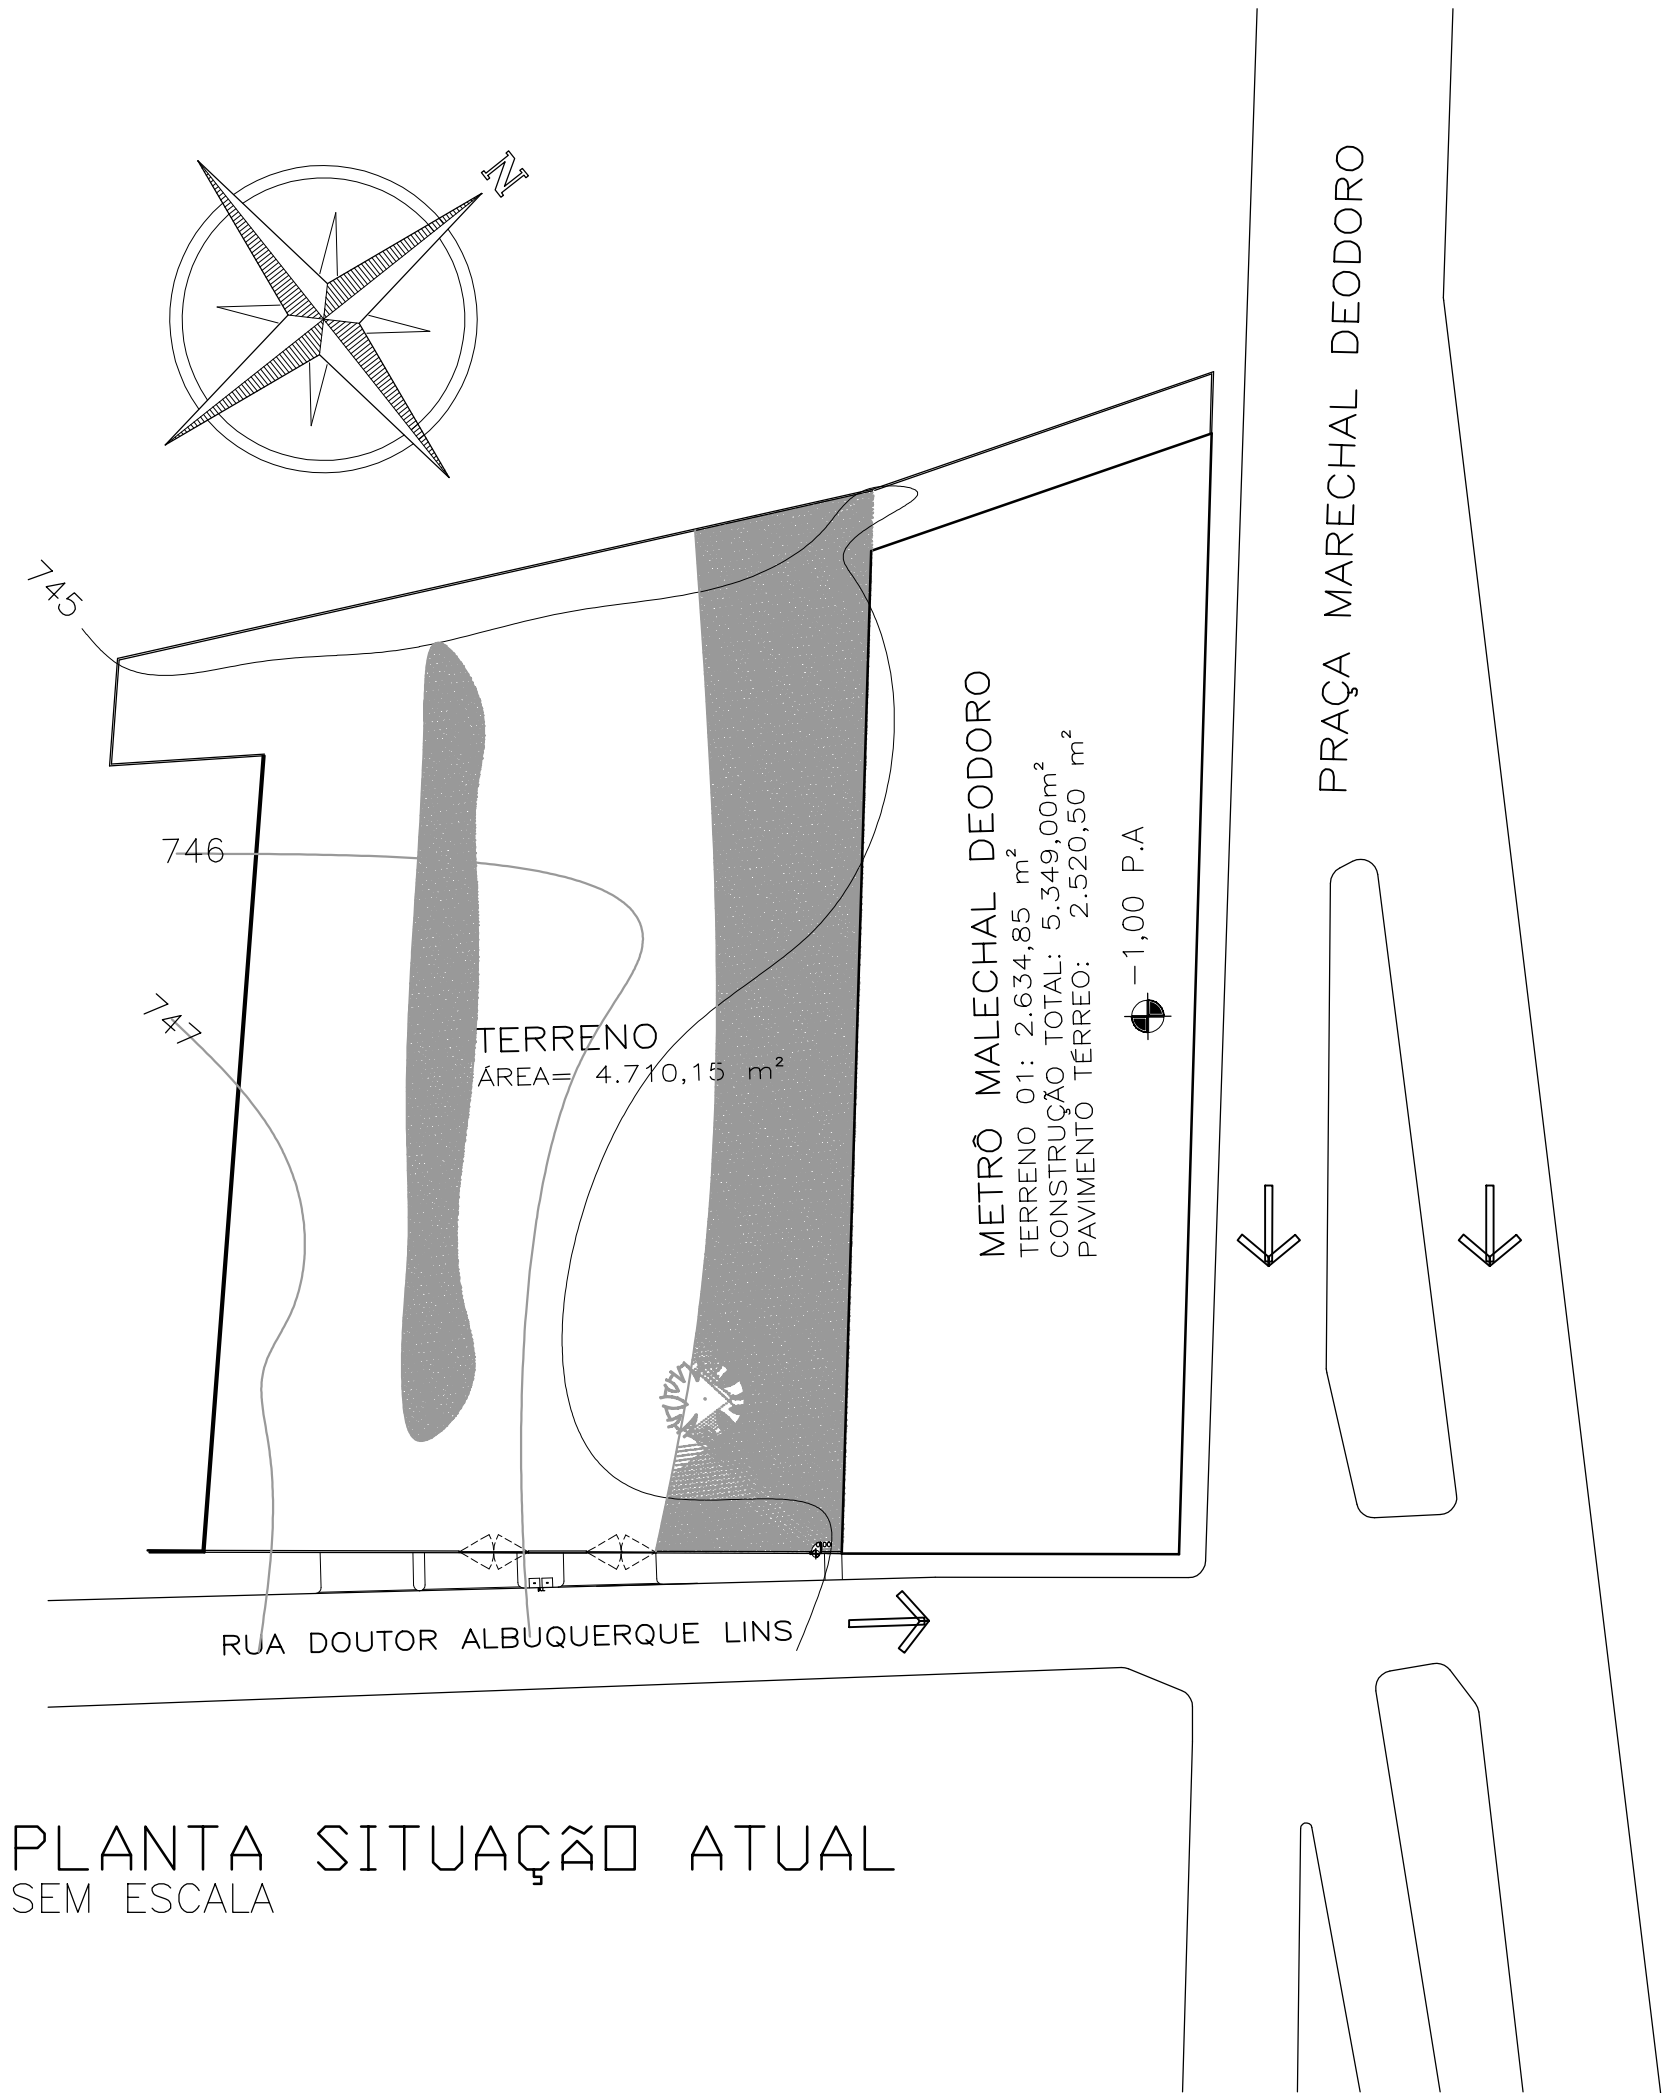 N
PRAÇA MARECHAL DEODORO
745
746
747
TERRENO
ÁREA= 4.710,15 m²
METRÔ MALECHAL DEODORO
TERRENO 01: 2.634,85 m²
CONSTRUÇÃO TOTAL: 5.349,00m²
PAVIMENTO TÉRREO: 2.520,50 m²
-1,00 P.A
RUA DOUTOR ALBUQUERQUE LINS
PLANTA SITUAÇÃO ATUAL
SEM ESCALA